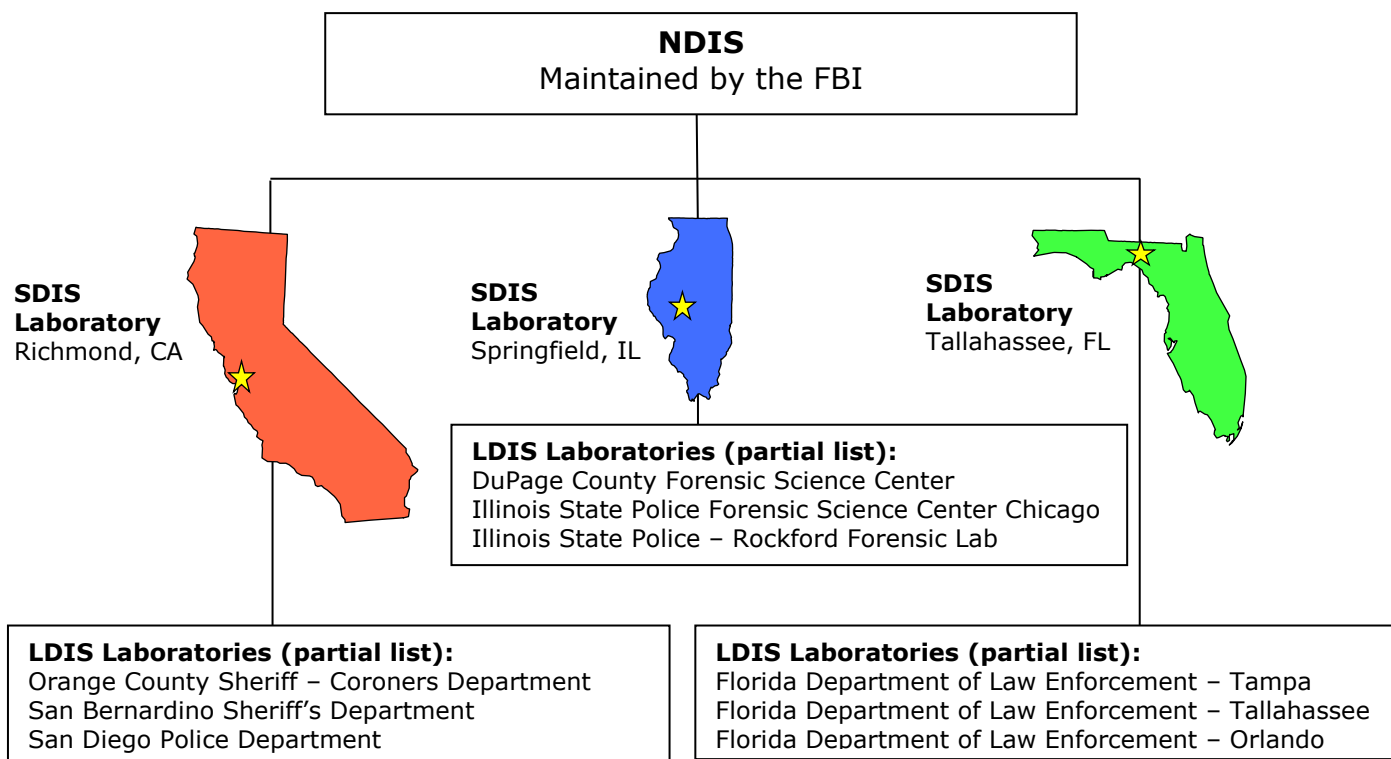 NDIS
Maintained by the FBI
SDIS
Laboratory
Richmond, CA
SDIS
Laboratory
Springfield, IL
SDIS
Laboratory
Tallahassee, FL
LDIS Laboratories (partial list):
DuPage County Forensic Science Center
Illinois State Police Forensic Science Center Chicago
Illinois State Police – Rockford Forensic Lab
LDIS Laboratories (partial list):
Orange County Sheriff – Coroners Department
San Bernardino Sheriff’s Department
San Diego Police Department
LDIS Laboratories (partial list):
Florida Department of Law Enforcement – Tampa
Florida Department of Law Enforcement – Tallahassee
Florida Department of Law Enforcement – Orlando